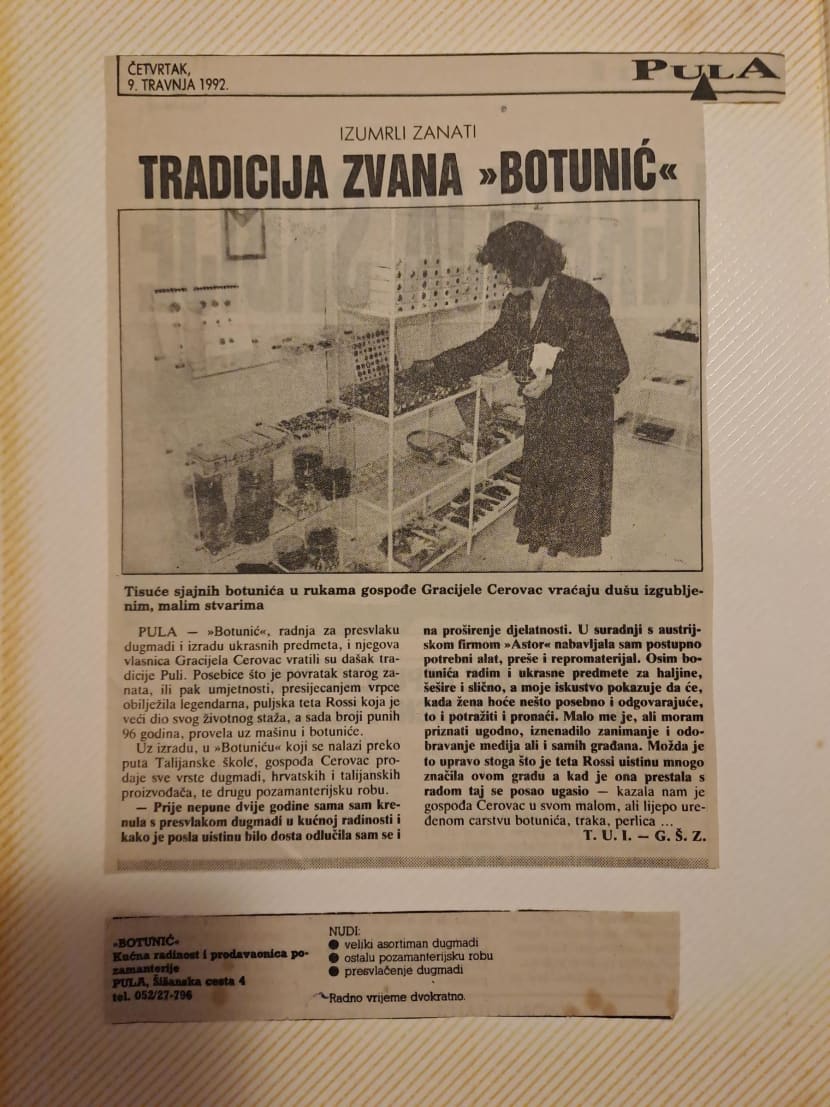 ČETVRTAK,
9. TRAVNJA 1992.
PULA
IZUMRLI ZANATI
TRADICIJA ZVANA »BOTUNIĆ«
Tisuće sjajnih botunića u rukama gospođe Gracijele Cerovac vraćaju dušu izgublje-
nim, malim stvarima
PULA — »Botunić«, radnja za presvlaku
dugmadi i izradu ukrasnih predmeta, i njegova
vlasnica Gracijela Cerovac vratili su dašak tra-
dicije Puli. Posebice što je povratak starog za-
nata, ili pak umjetnosti, presijecanjem vrpce
obilježila legendarna, puljska teta Rossi koja je
veći dio svog životnog staža, a sada broji punih
96 godina, provela uz mašinu i botuniće.
Uz izradu, u »Botuniću« koji se nalazi preko
puta Talijanske škole, gospođa Cerovac pro-
daje sve vrste dugmadi, hrvatskih i talijanskih
proizvođača, te drugu pozamanterijsku robu.
— Prije nepune dvije godine sama sam kre-
nula s presvlakom dugmadi u kućnoj radinosti i
kako je posla uistinu bilo dosta odlučila sam se i
na proširenje djelatnosti. U suradnji s austrij-
skom firmom »Astor« nabavljala sam postupno
potrebni alat, preše i repromaterijal. Osim bo-
tunića radim i ukrasne predmete za haljine,
šešire i slično, a moje iskustvo pokazuje da će,
kada žena hoće nešto posebno i odgovarajuće,
to i potražiti i pronaći. Malo me je, ali moram
priznati ugodno, iznenadilo zanimanje i odo-
bravanje medija ali i samih građana. Možda je
to upravo stoga što je teta Rossi uistinu mnogo
značila ovom gradu a kad je ona prestala s
radom taj se posao ugasio — kazala nam je
gospođa Cerovac u svom malom, ali lijepo ure-
đenom carstvu botunića, traka, perlica ...
T. U. I. — G. Š. Z.
»BOTUNIĆ«
Kućna radinost i prodavaonica po-
zamanterije
PULA, Šišanska cesta 4
tel. 052/27-796
NUDI:
● veliki asortiman dugmadi
● ostalu pozamanterijsku robu
● presvlačenje dugmadi
Radno vrijeme dvokratno.